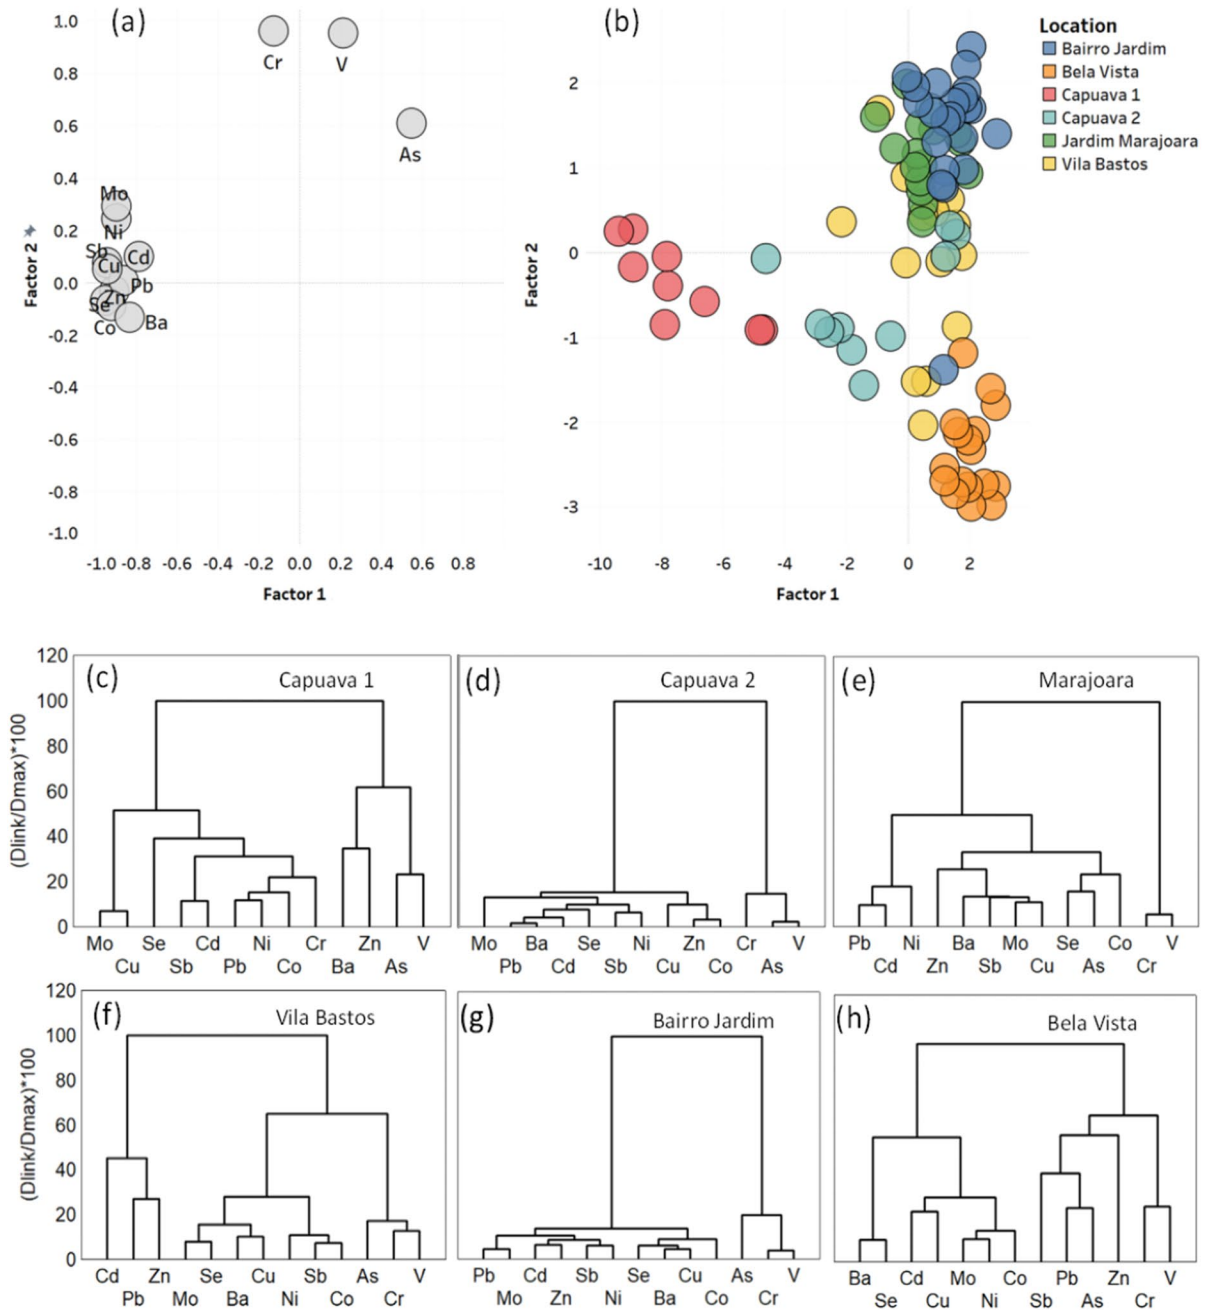 (a)
1.0
0.8
0.6
0.4
0.2
0.0
-0.2
-0.4
-0.6
-0.8
-1.0
Factor 2
Cr
V
As
Mo
Ni
Sb
Cd
Cu
Pb
Zn
Se
Co
Ba
-1.0 -0.8 -0.6 -0.4 -0.2 0.0 0.2 0.4 0.6 0.8
Factor 1
(b)
2
1
0
-1
-2
-3
Factor 2
-10 -8 -6 -4 -2 0 2
Factor 1
Location
Bairro Jardim
Bela Vista
Capuava 1
Capuava 2
Jardim Marajoara
Vila Bastos
(Dlink/Dmax)*100
120
100
80
60
40
20
0
(c)
Capuava 1
Mo Se Cd Ni Cr Zn V
Cu Sb Pb Co Ba As
(d)
Capuava 2
Mo Ba Se Ni Zn Cr V
Pb Cd Sb Cu Co As
(e)
Marajoara
Pb Ni Ba Mo Se Co V
Cd Zn Sb Cu As Cr
(Dlink/Dmax)*100
120
100
80
60
40
20
0
(f)
Vila Bastos
Cd Zn Se Cu Sb As V
Pb Mo Ba Ni Co Cr
(g)
Bairro Jardim
Pb Cd Sb Se Cu As V
Mo Zn Ni Ba Co Cr
(h)
Bela Vista
Ba Cd Mo Co Pb Zn V
Se Cu Ni Sb As Cr